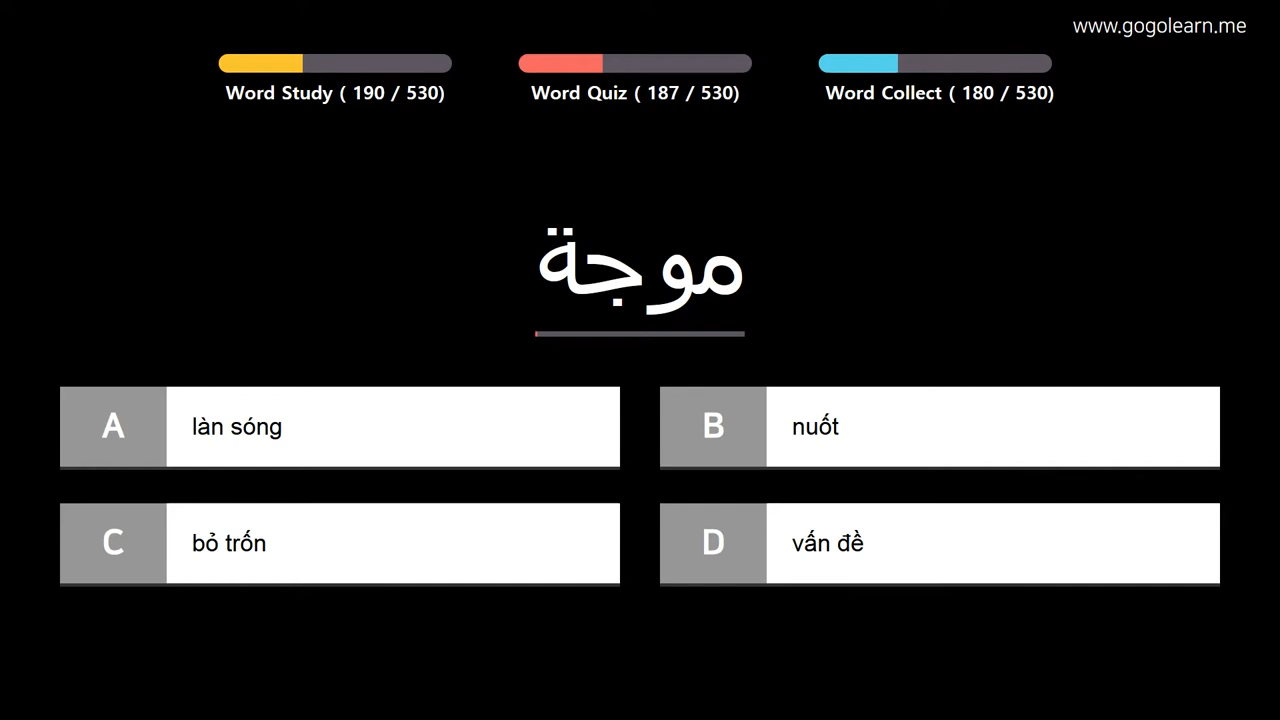 www.gogolearn.me
Word Study ( 190 / 530)
Word Quiz ( 187 / 530)
Word Collect ( 180 / 530)
موجة
A
làn sóng
B
nuốt
C
bỏ trốn
D
vấn đề